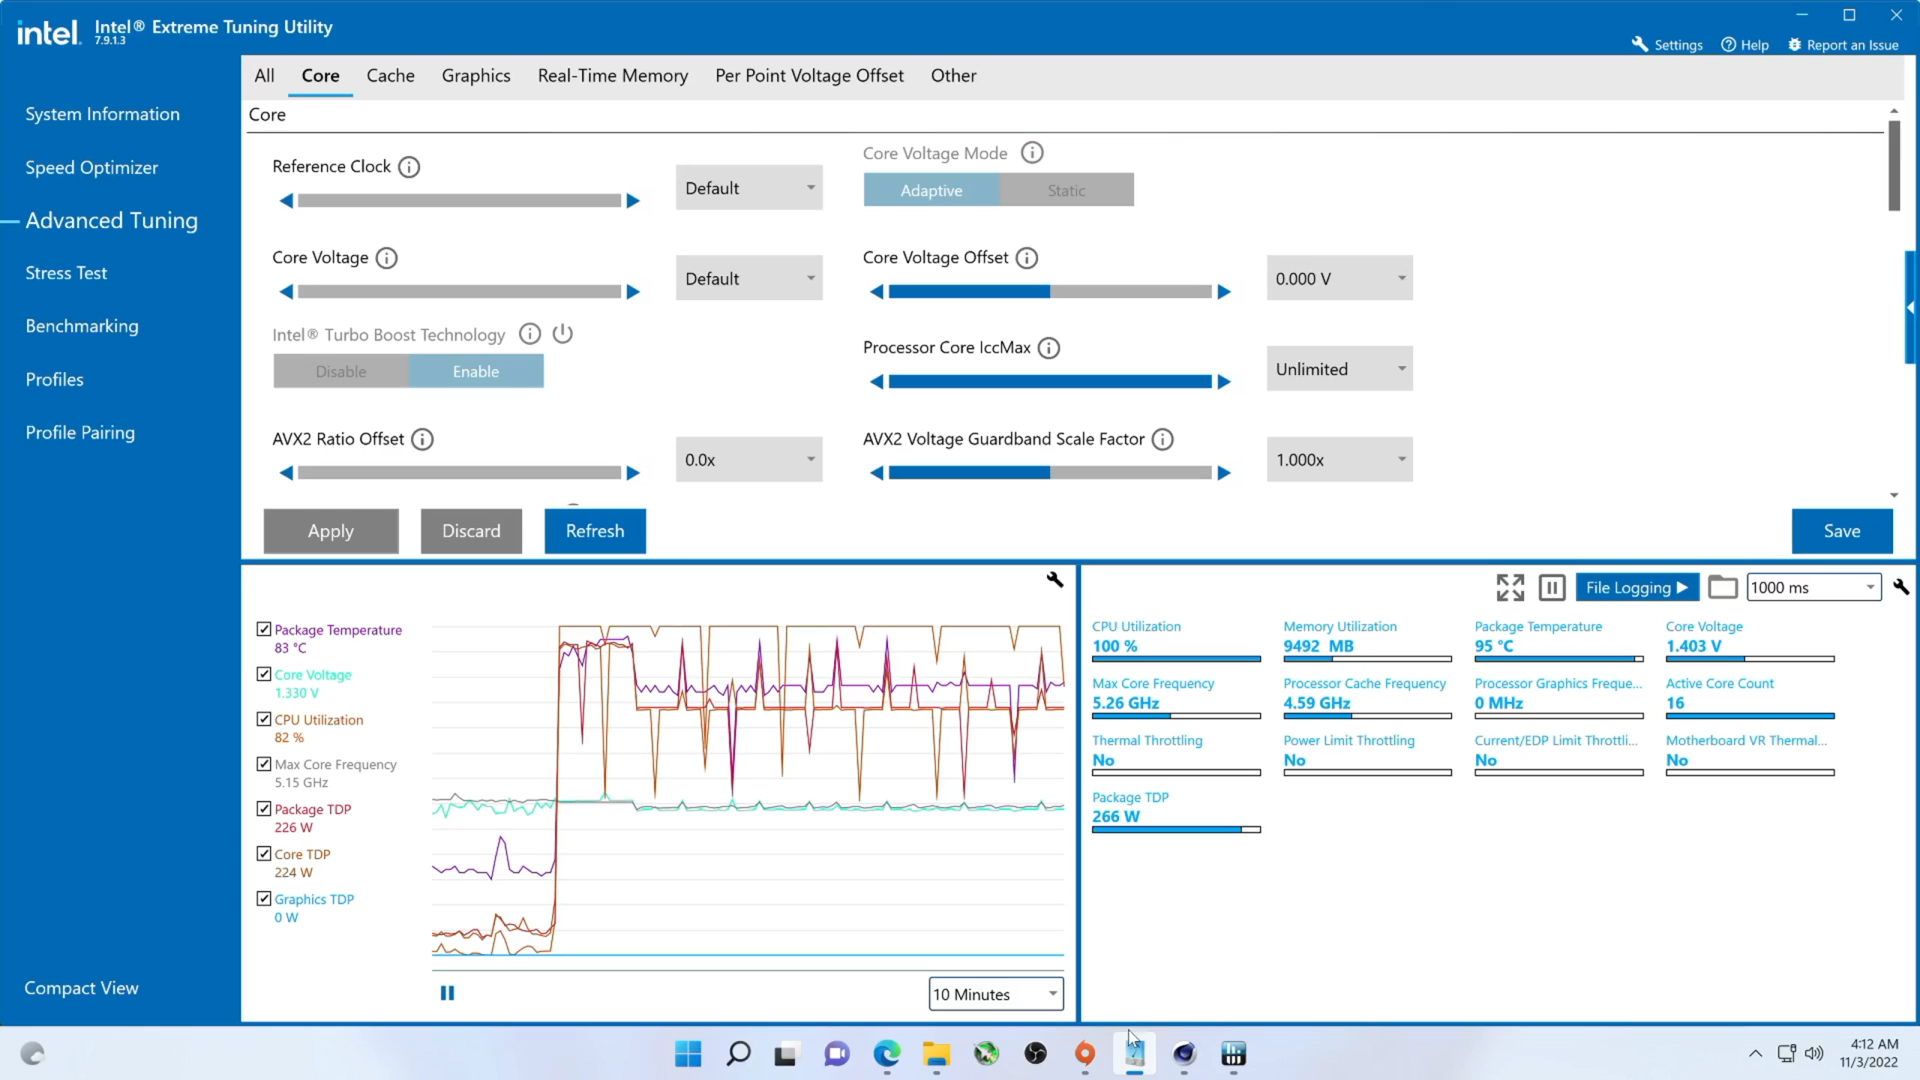 intel.
Intel® Extreme Tuning Utility
7.9.1.3
Settings
Help
Report an Issue
System Information
Speed Optimizer
Advanced Tuning
Stress Test
Benchmarking
Profiles
Profile Pairing
Compact View
All
Core
Cache
Graphics
Real-Time Memory
Per Point Voltage Offset
Other
Core
Reference Clock
Default
Core Voltage Mode
Adaptive
Static
Core Voltage
Default
Core Voltage Offset
0.000 V
Intel® Turbo Boost Technology
Disable
Enable
Processor Core IccMax
Unlimited
AVX2 Ratio Offset
0.0x
AVX2 Voltage Guardband Scale Factor
1.000x
Apply
Discard
Refresh
Save
Package Temperature
83 °C
Core Voltage
1.330 V
CPU Utilization
82 %
Max Core Frequency
5.15 GHz
Package TDP
226 W
Core TDP
224 W
Graphics TDP
0 W
10 Minutes
File Logging
1000 ms
CPU Utilization
100 %
Memory Utilization
9492 MB
Package Temperature
95 °C
Core Voltage
1.403 V
Max Core Frequency
5.26 GHz
Processor Cache Frequency
4.59 GHz
Processor Graphics Freque...
0 MHz
Active Core Count
16
Thermal Throttling
No
Power Limit Throttling
No
Current/EDP Limit Throttli...
No
Motherboard VR Thermal...
No
Package TDP
266 W
4:12 AM
11/3/2022